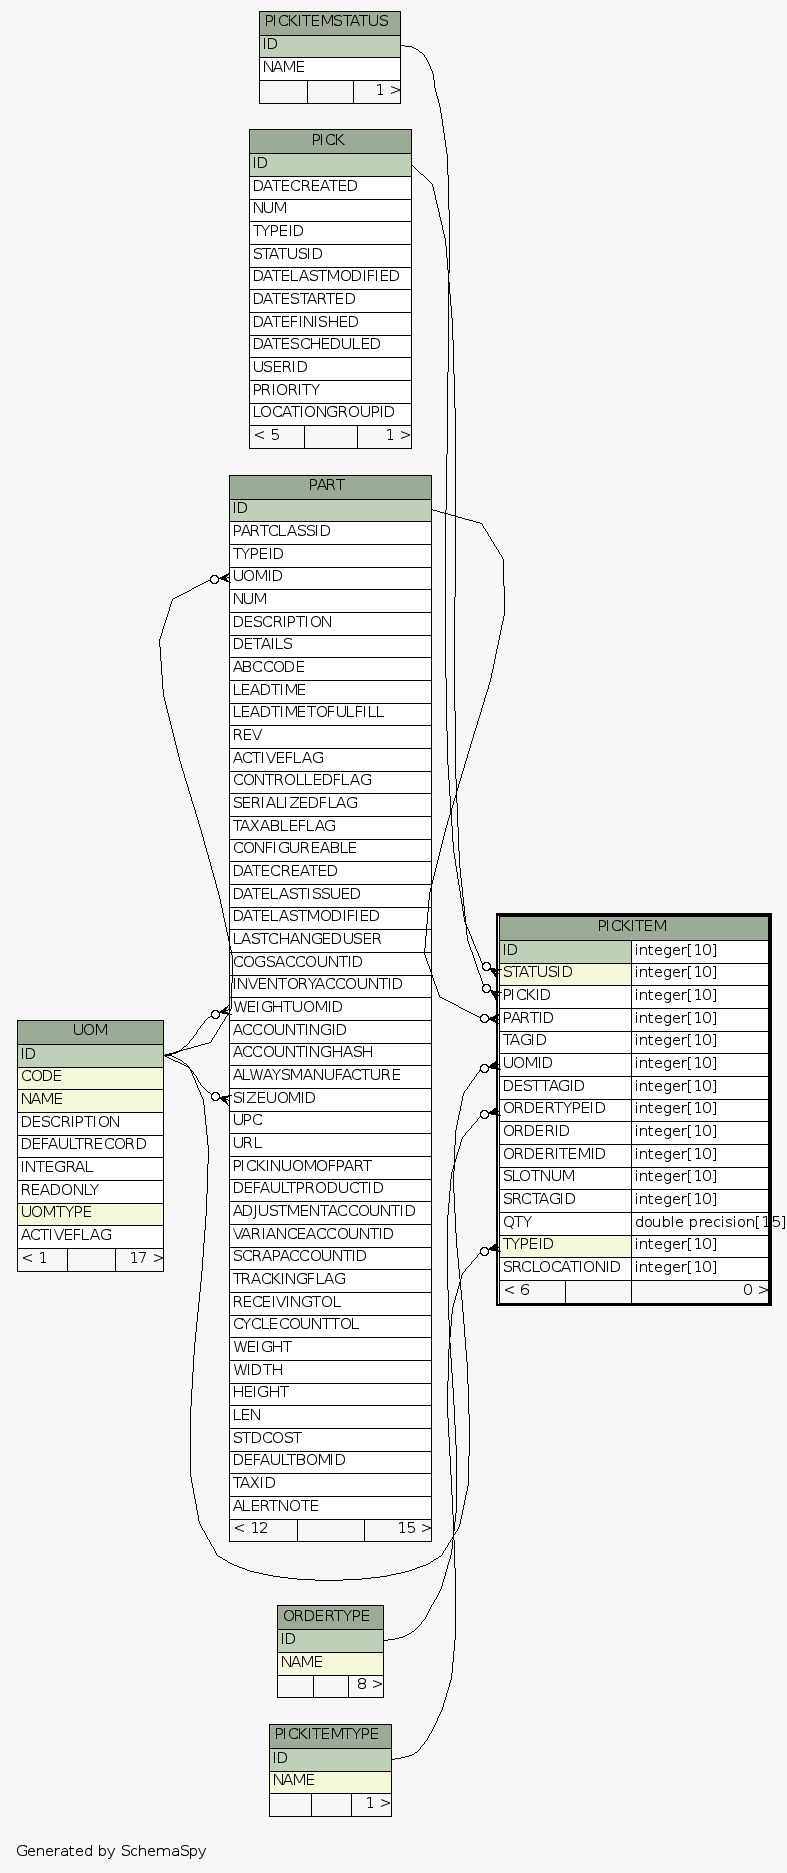 PICKITEMSTATUS
ID
NAME
1 >
PICK
ID
DATECREATED
NUM
TYPEID
STATUSID
DATELASTMODIFIED
DATESTARTED
DATEFINISHED
DATESCHEDULED
USERID
PRIORITY
LOCATIONGROUPID
< 5 1 >
PART
ID
PARTCLASSID
TYPEID
UOMID
NUM
DESCRIPTION
DETAILS
ABCCODE
LEADTIME
LEADTIMETOFULFILL
REV
ACTIVEFLAG
CONTROLLEDFLAG
SERIALIZEDFLAG
TAXABLEFLAG
CONFIGUREABLE
DATECREATED
DATELASTISSUED
DATELASTMODIFIED
LASTCHANGEDUSER
COGSACCOUNTID
INVENTORYACCOUNTID
WEIGHTUOMID
ACCOUNTINGID
ACCOUNTINGHASH
ALWAYSMANUFACTURE
SIZEUOMID
UPC
URL
PICKINUOMOFPART
DEFAULTPRODUCTID
ADJUSTMENTACCOUNTID
VARIANCEACCOUNTID
SCRAPACCOUNTID
TRACKINGFLAG
RECEIVINGTOL
CYCLECOUNTTOL
WEIGHT
WIDTH
HEIGHT
LEN
STDCOST
DEFAULTBOMID
TAXID
ALERTNOTE
< 12 15 >
PICKITEM
ID integer[10]
STATUSID integer[10]
PICKID integer[10]
PARTID integer[10]
TAGID integer[10]
UOMID integer[10]
DESTTAGID integer[10]
ORDERTYPEID integer[10]
ORDERID integer[10]
ORDERITEMID integer[10]
SLOTNUM integer[10]
SRCTAGID integer[10]
QTY double precision[15]
TYPEID integer[10]
SRCLOCATIONID integer[10]
< 6 0 >
UOM
ID
CODE
NAME
DESCRIPTION
DEFAULTRECORD
INTEGRAL
READONLY
UOMTYPE
ACTIVEFLAG
< 1 17 >
ORDERTYPE
ID
NAME
8 >
PICKITEMTYPE
ID
NAME
1 >
Generated by SchemaSpy